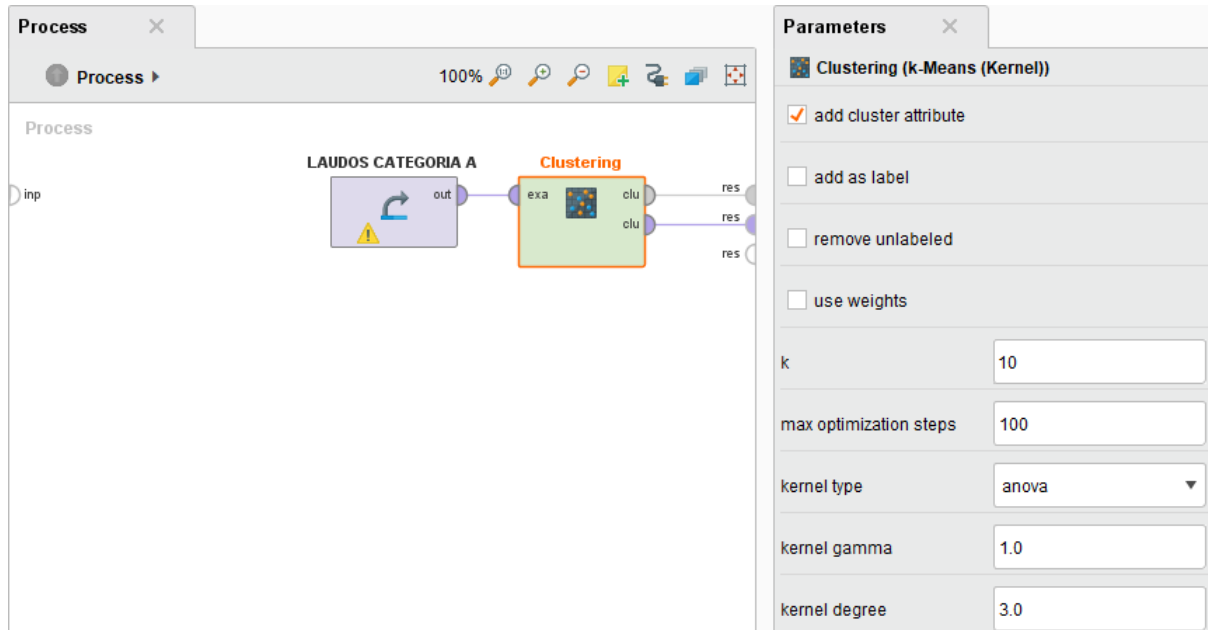 Process
Process
100%
Process
inp
LAUDOS CATEGORIA A
out
Clustering
exa
clu
clu
res
res
res
Parameters
Clustering (k-Means (Kernel))
add cluster attribute
add as label
remove unlabeled
use weights
k 10
max optimization steps 100
kernel type anova
kernel gamma 1.0
kernel degree 3.0